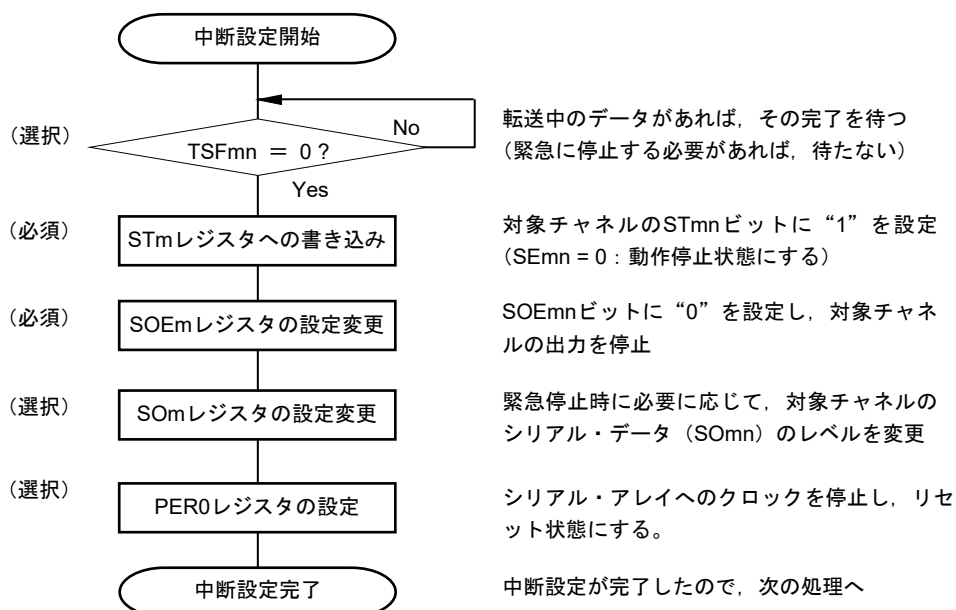 中断設定開始
（選択）
TSFmn ＝ 0？
No
Yes
転送中のデータがあれば，その完了を待つ
（緊急に停止する必要があれば，待たない）
（必須）
STmレジスタへの書き込み
対象チャネルのSTmnビットに“1”を設定
（SEmn = 0：動作停止状態にする）
（必須）
SOEmレジスタの設定変更
SOEmnビットに“0”を設定し，対象チャネ
ルの出力を停止
（選択）
SOmレジスタの設定変更
緊急停止時に必要に応じて，対象チャネルの
シリアル・データ（SOmn）のレベルを変更
（選択）
PER0レジスタの設定
シリアル・アレイへのクロックを停止し，リセ
ット状態にする。
中断設定完了
中断設定が完了したので，次の処理へ